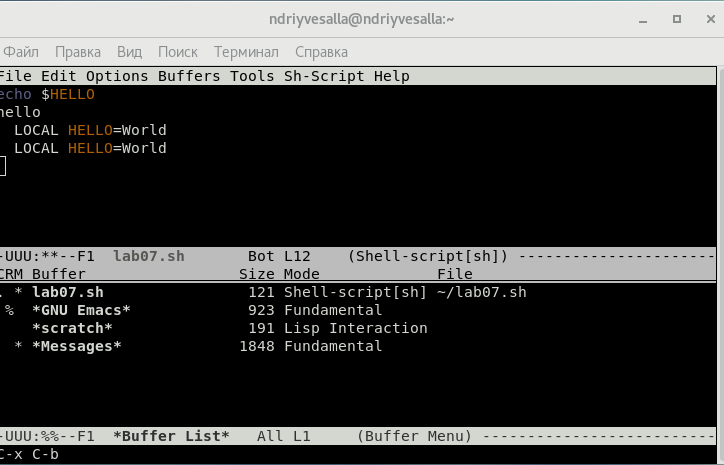 ndriyvesalla@ndriyvesalla:~
Файл Правка Вид Поиск Терминал Справка
File Edit Options Buffers Tools Sh-Script Help
echo $HELLO
hello
LOCAL HELLO=World
LOCAL HELLO=World
-UUU:**--F1 lab07.sh Bot L12 (Shell-script[sh]) ----------------------
CRM Buffer Size Mode File
. * lab07.sh 121 Shell-script[sh] ~/lab07.sh
% *GNU Emacs* 923 Fundamental
*scratch* 191 Lisp Interaction
* *Messages* 1848 Fundamental
-UUU:%%--F1 *Buffer List* All L1 (Buffer Menu) --------------------------
C-x C-b